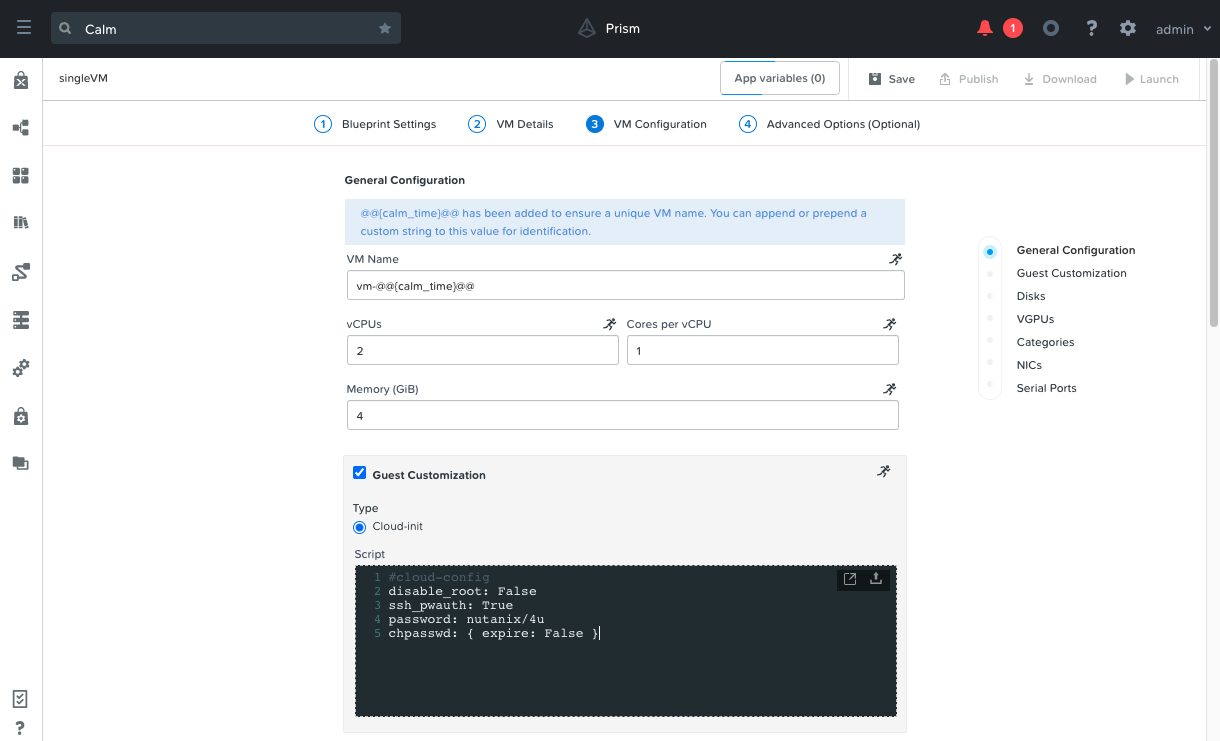 Calm
Prism
1
?
admin
singleVM
App variables (0)
Save
Publish
Download
Launch
1 Blueprint Settings
2 VM Details
3 VM Configuration
4 Advanced Options (Optional)
General Configuration
@@{calm_time}@@ has been added to ensure a unique VM name. You can append or prepend a
custom string to this value for identification.
VM Name
vm-@@{calm_time}@@
vCPUs
Cores per vCPU
2
1
Memory (GiB)
4
General Configuration
Guest Customization
Disks
VGPUs
Categories
NICs
Serial Ports
Guest Customization
Type
Cloud-init
Script
1 #cloud-config
2 disable_root: False
3 ssh_pwauth: True
4 password: nutanix/4u
5 chpasswd: { expire: False }
?